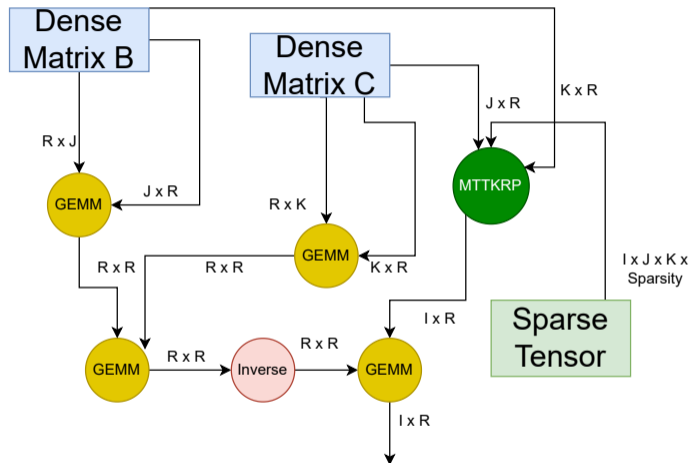 Dense
Matrix B
Dense
Matrix C
J x R
K x R
R x J
MTTKRP
J x R
GEMM
R x K
GEMM
R x R
R x R
K x R
I x J x K x
Sparsity
I x R
Sparse
Tensor
GEMM
R x R
Inverse
R x R
GEMM
I x R